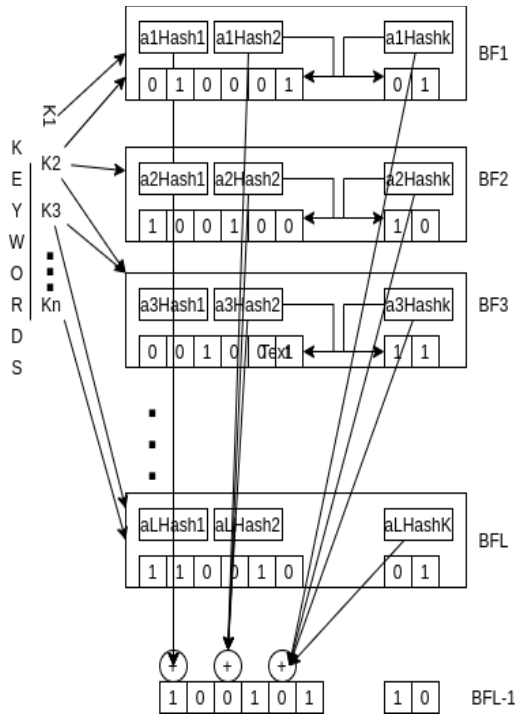 a1Hash1 a1Hash2 a1Hashk BF1
0 1 0 0 0 1 0 1
K1
K E Y W O R D S
K2
K3
Kn
a2Hash1 a2Hash2 a2Hashk BF2
1 0 0 1 0 0 1 0
a3Hash1 a3Hash2 a3Hashk BF3
0 0 1 0 0 1 1 1
Text
aLHash1 aLHash2 aLHashK BFL
1 1 0 0 1 0 0 1
+ + +
1 0 0 1 0 1 1 0 BFL-1